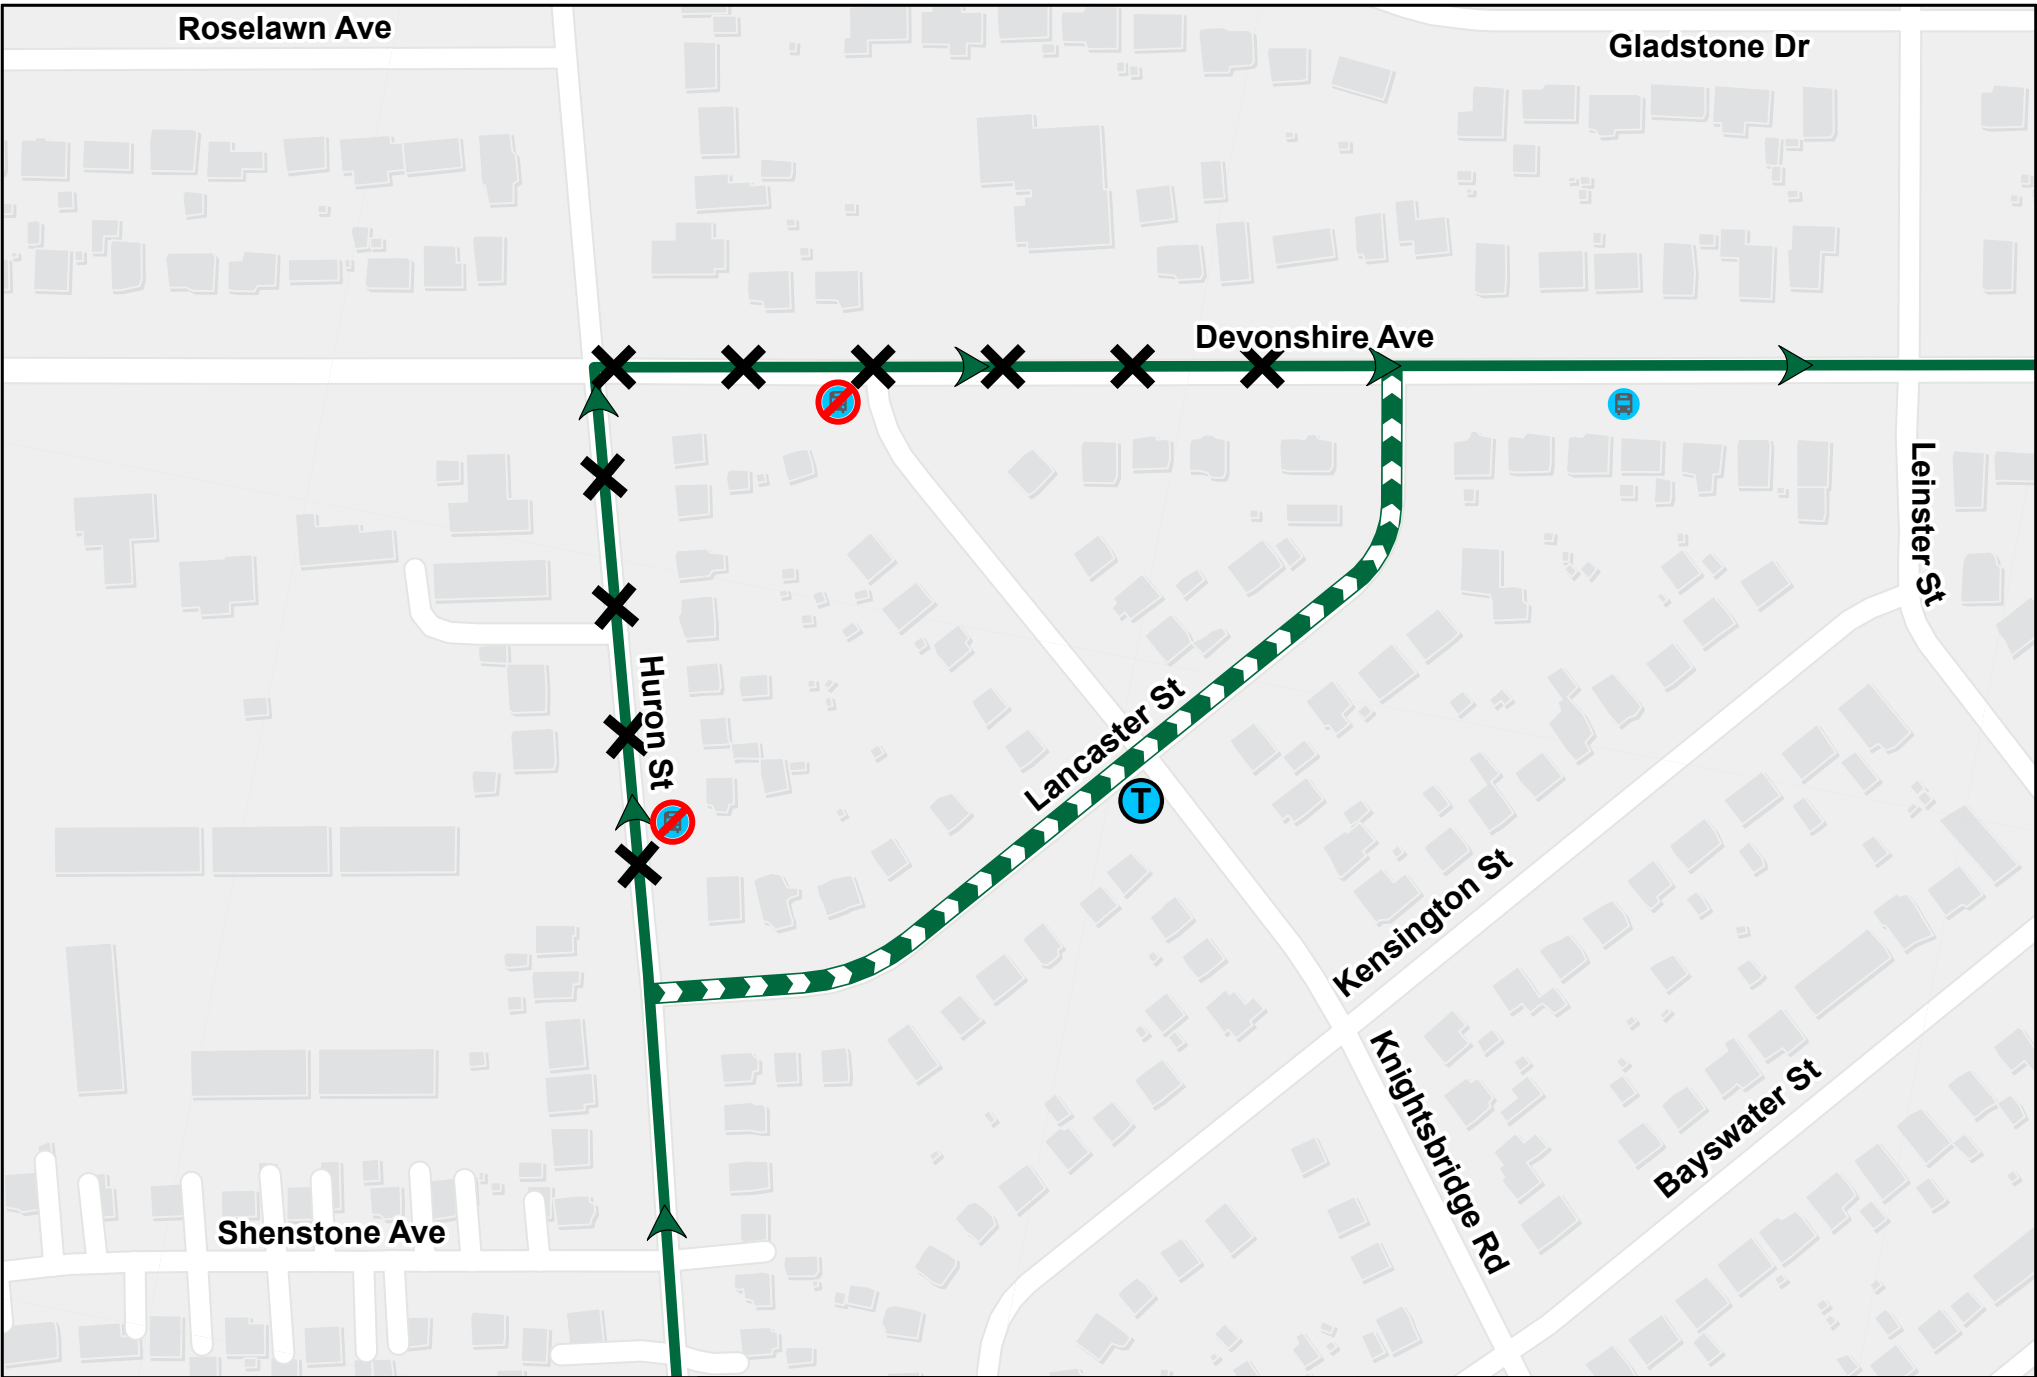 Roselawn Ave
Gladstone Dr
Devonshire Ave
Leinster St
Huron St
Lancaster St
T
Kensington St
Knightsbridge Rd
Bayswater St
Shenstone Ave